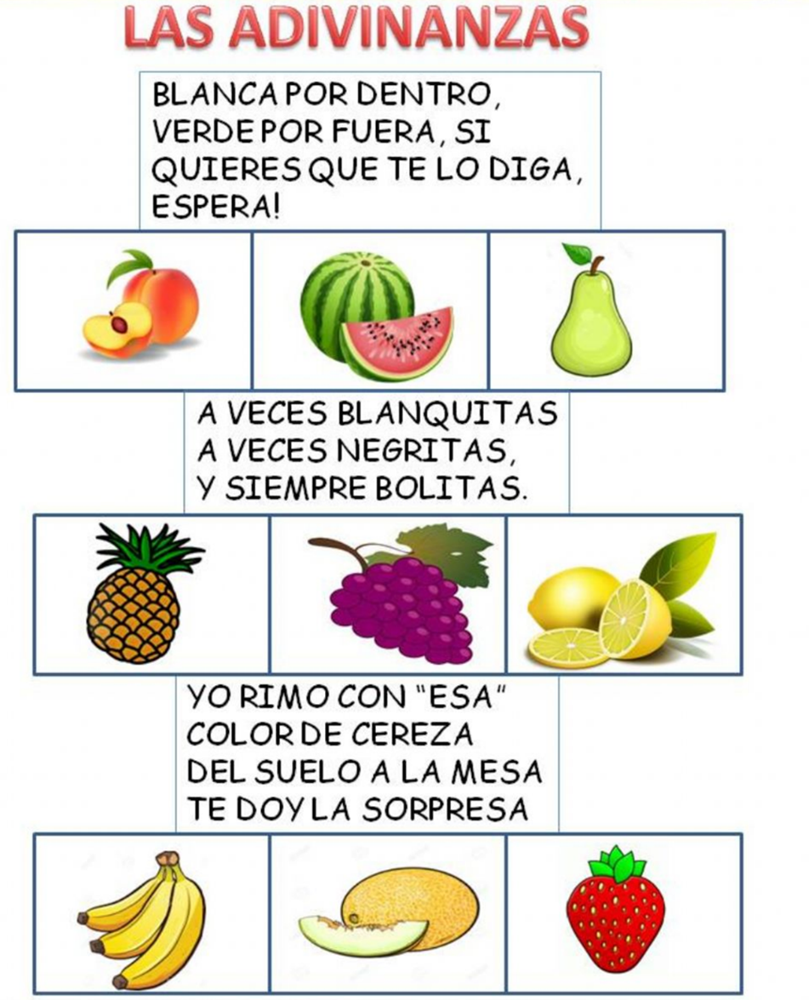 LAS ADIVINANZAS
BLANCA POR DENTRO,
VERDE POR FUERA, SI
QUIERES QUE TE LO DIGA,
ESPERA!
A VECES BLANQUITAS
A VECES NEGRITAS,
Y SIEMPRE BOLITAS.
YO RIMO CON "ESA"
COLOR DE CEREZA
DEL SUELO A LA MESA
TE DOY LA SORPRESA